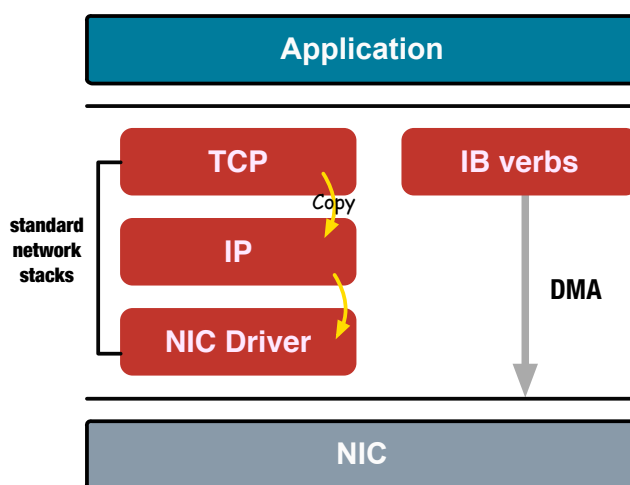 Application
TCP
IB verbs
Copy
standard
network
stacks
IP
DMA
NIC Driver
NIC